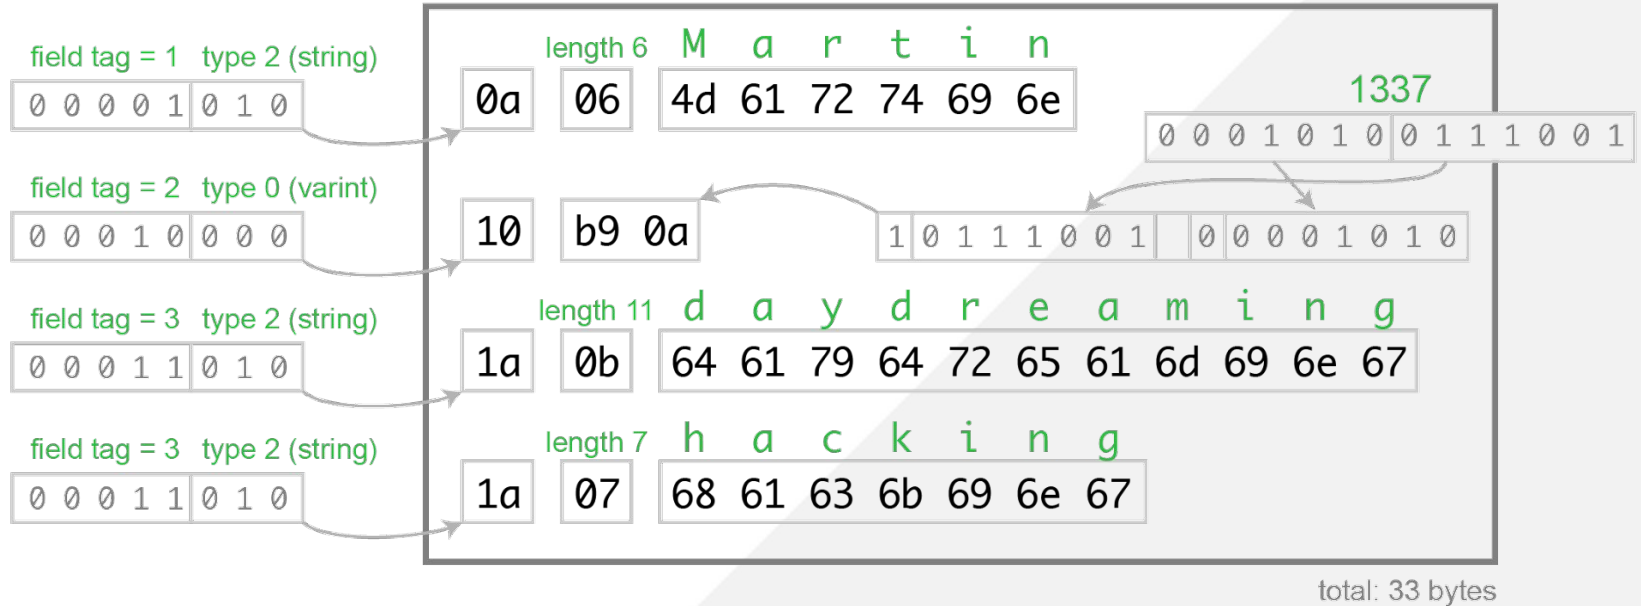 length 6 M a r t i n
field tag = 1 type 2 (string)
0 0 0 0 1 0 1 0
0a 06 4d 61 72 74 69 6e
1337
0 0 0 1 0 1 0 0 1 1 1 0 0 1
field tag = 2 type 0 (varint)
0 0 0 1 0 0 0 0
10 b9 0a
1 0 1 1 1 0 0 1 0 0 0 0 1 0 1 0
length 11 d a y d r e a m i n g
field tag = 3 type 2 (string)
0 0 0 1 1 0 1 0
1a 0b 64 61 79 64 72 65 61 6d 69 6e 67
length 7 h a c k i n g
field tag = 3 type 2 (string)
0 0 0 1 1 0 1 0
1a 07 68 61 63 6b 69 6e 67
total: 33 bytes